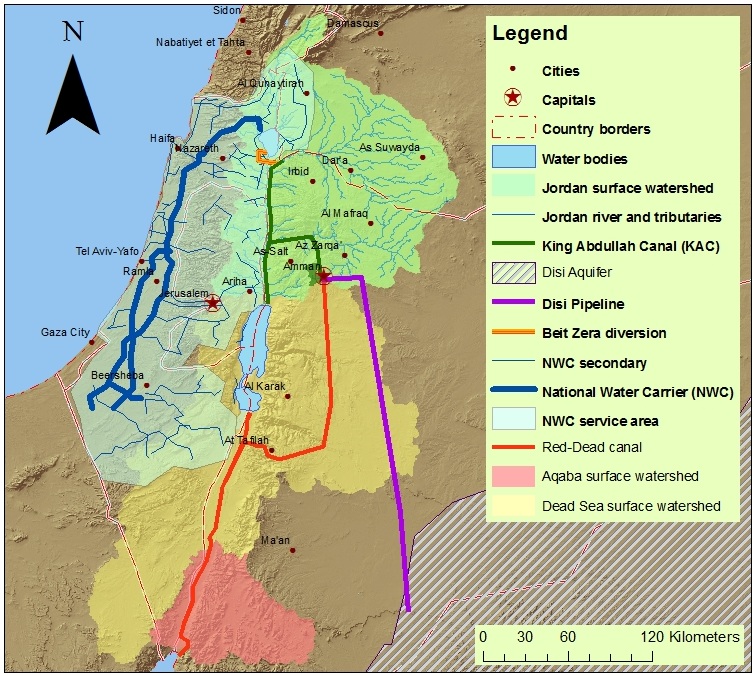 Sidon
Damascus
N
Nabatiyet et Tahta
Al Qunaytirah
Haifa
Nazareth
As Suwayda
Dar'a
Irbid
Al Mafraq
Tel Aviv-Yafo
As Salt
Az Zarqa'
Amman
Ramla
Jerusalem
Ariha
Gaza City
Beersheba
Al Karak
At Tafilah
Ma'an
Legend
Cities
Capitals
Country borders
Water bodies
Jordan surface watershed
Jordan river and tributaries
King Abdullah Canal (KAC)
Disi Aquifer
Disi Pipeline
Beit Zera diversion
NWC secondary
National Water Carrier (NWC)
NWC service area
Red-Dead canal
Aqaba surface watershed
Dead Sea surface watershed
0 30 60 120 Kilometers